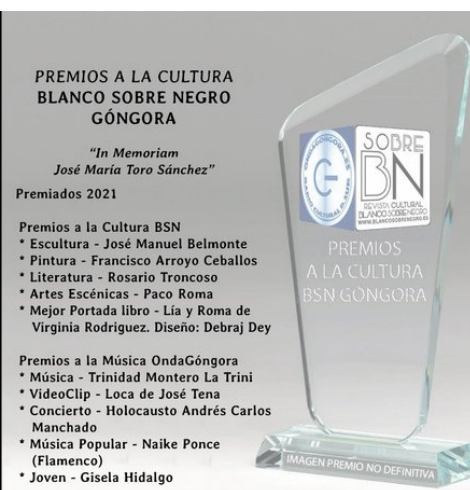 PREMIOS A LA CULTURA
BLANCO SOBRE NEGRO
GÓNGORA
“In Memoriam
José María Toro Sánchez”
Premiados 2021
Premios a la Cultura BSN
* Escultura - José Manuel Belmonte
* Pintura - Francisco Arroyo Ceballos
* Literatura - Rosario Troncoso
* Artes Escénicas - Paco Roma
* Mejor Portada libro - Lía y Roma de
Virginia Rodriguez. Diseño: Debraj Dey
Premios a la Música OndaGóngora
* Música - Trinidad Montero La Trini
* VideoClip - Loca de José Tena
* Concierto - Holocausto Andrés Carlos
Manchado
* Música Popular - Naike Ponce
(Flamenco)
* Joven - Gisela Hidalgo
SOBRE
BN
REVISTA CULTURAL
BLANCO SOBRE NEGRO
WWW.BLANCOSOBRENEGRO.ES
PREMIOS
A LA CULTURA
BSN GÓNGORA
IMAGEN PREMIO NO DEFINITIVA